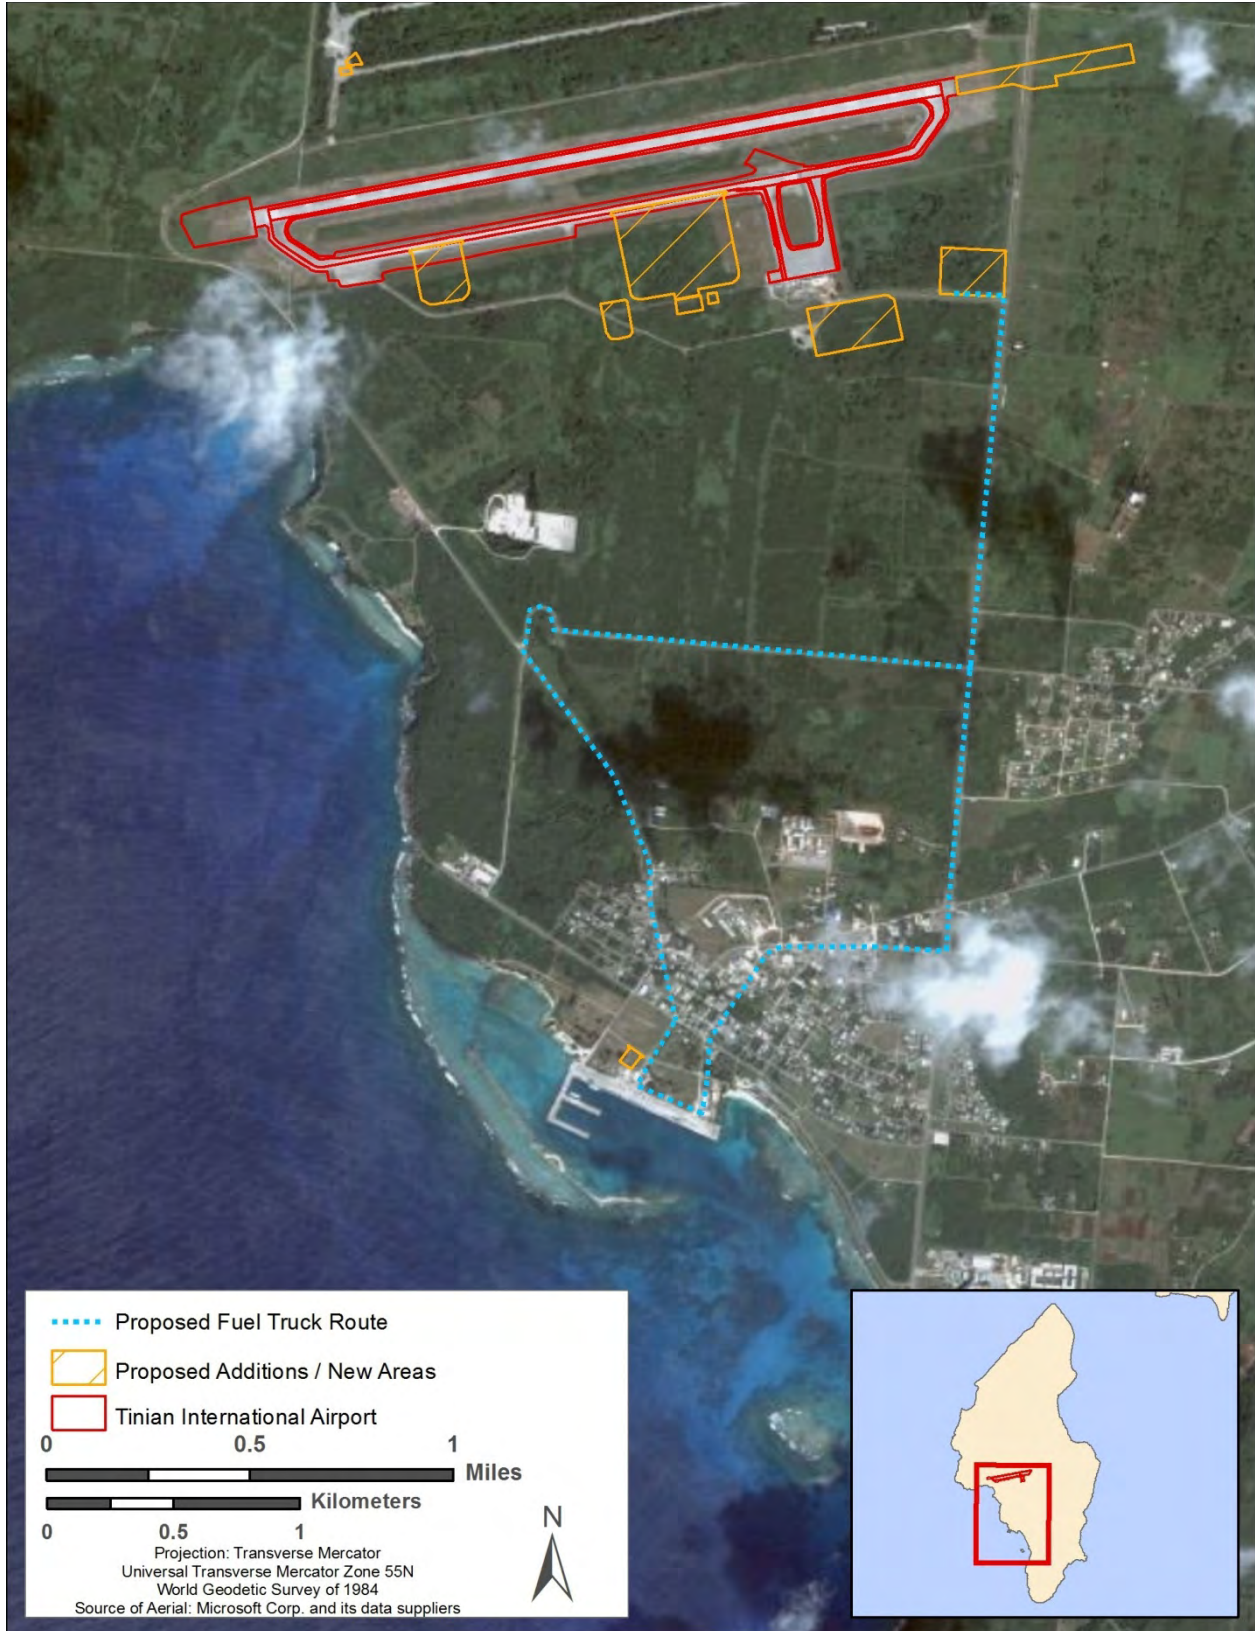 Proposed Fuel Truck Route
Proposed Additions / New Areas
Tinian International Airport
0 0.5 1
Miles
Kilometers
0 0.5 1
Projection: Transverse Mercator
Universal Transverse Mercator Zone 55N
World Geodetic Survey of 1984
Source of Aerial: Microsoft Corp. and its data suppliers
N